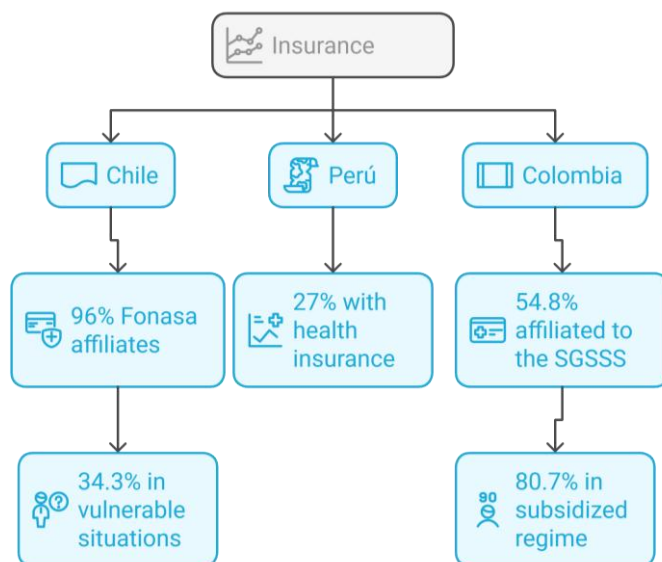 Insurance
Chile
Perú
Colombia
96% Fonasa
affiliates
27% with
health
insurance
54.8%
affiliated to
the SGSSS
34.3% in
vulnerable
situations
90
80.7% in
subsidized
regime